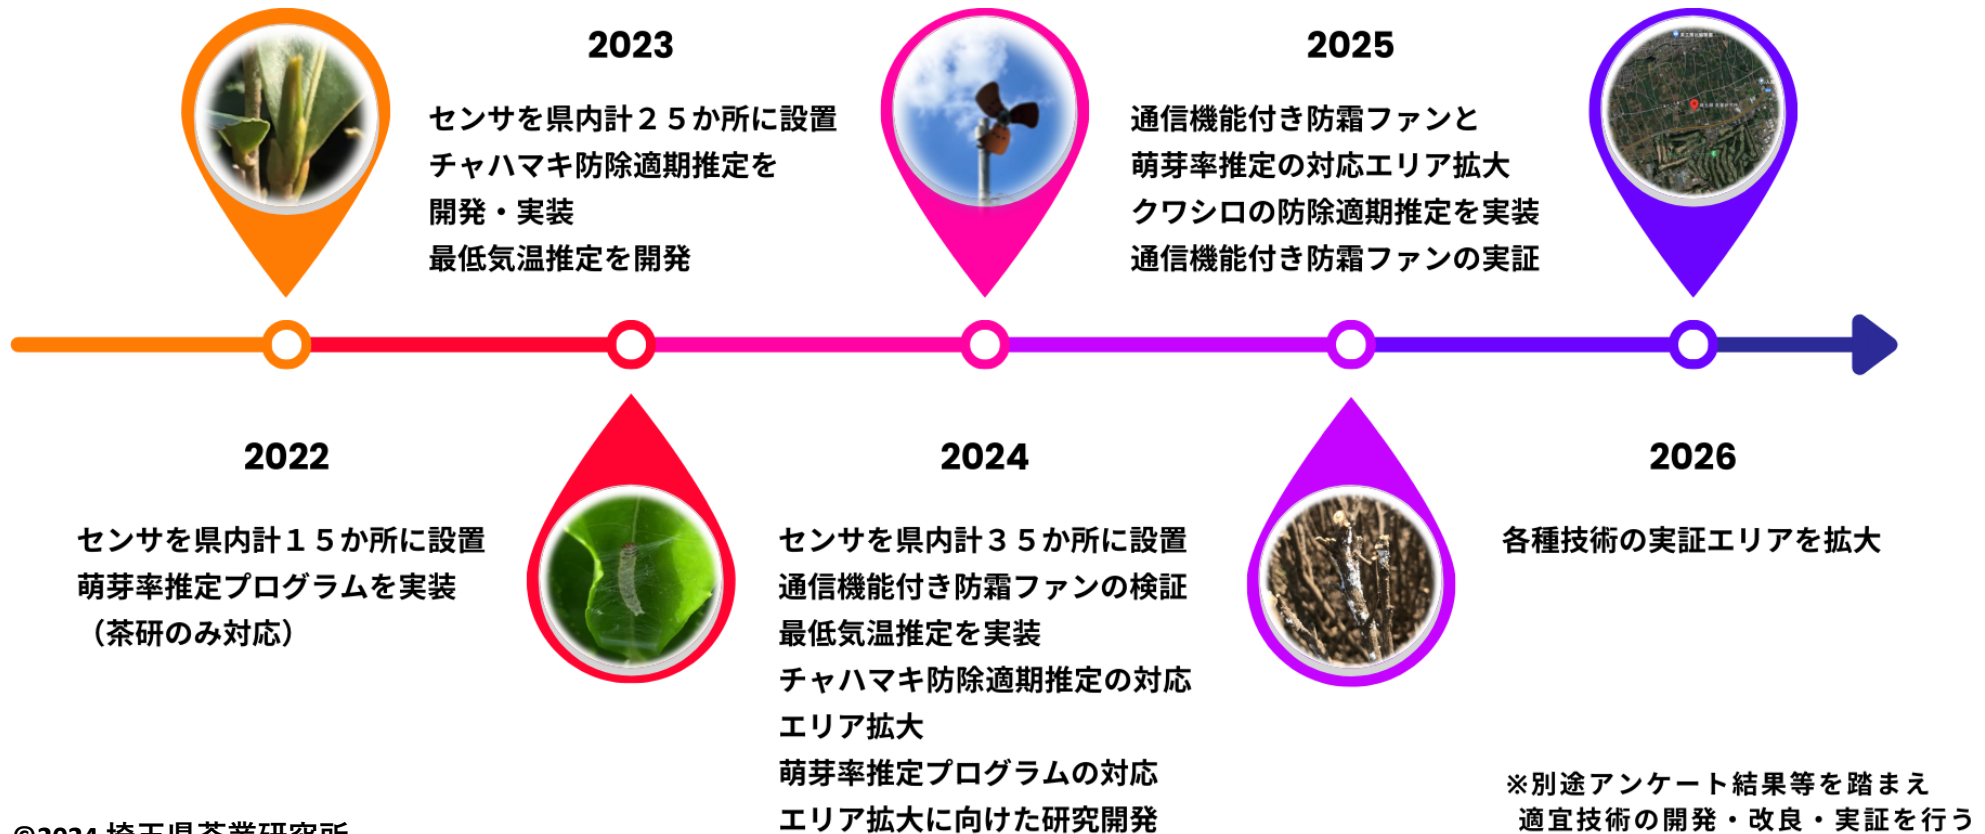 2023
センサを県内計２５か所に設置
チャハマキ防除適期推定を
開発・実装
最低気温推定を開発
2025
通信機能付き防霜ファンと
萌芽率推定の対応エリア拡大
クワシロの防除適期推定を実装
通信機能付き防霜ファンの実証
2022
センサを県内計１５か所に設置
萌芽率推定プログラムを実装
（茶研のみ対応）
2024
センサを県内計３５か所に設置
通信機能付き防霜ファンの検証
最低気温推定を実装
チャハマキ防除適期推定の対応
エリア拡大
萌芽率推定プログラムの対応
エリア拡大に向けた研究開発
2026
各種技術の実証エリアを拡大
※別途アンケート結果等を踏まえ
適宜技術の開発・改良・実証を行う
©2024 埼玉県茶業研究所